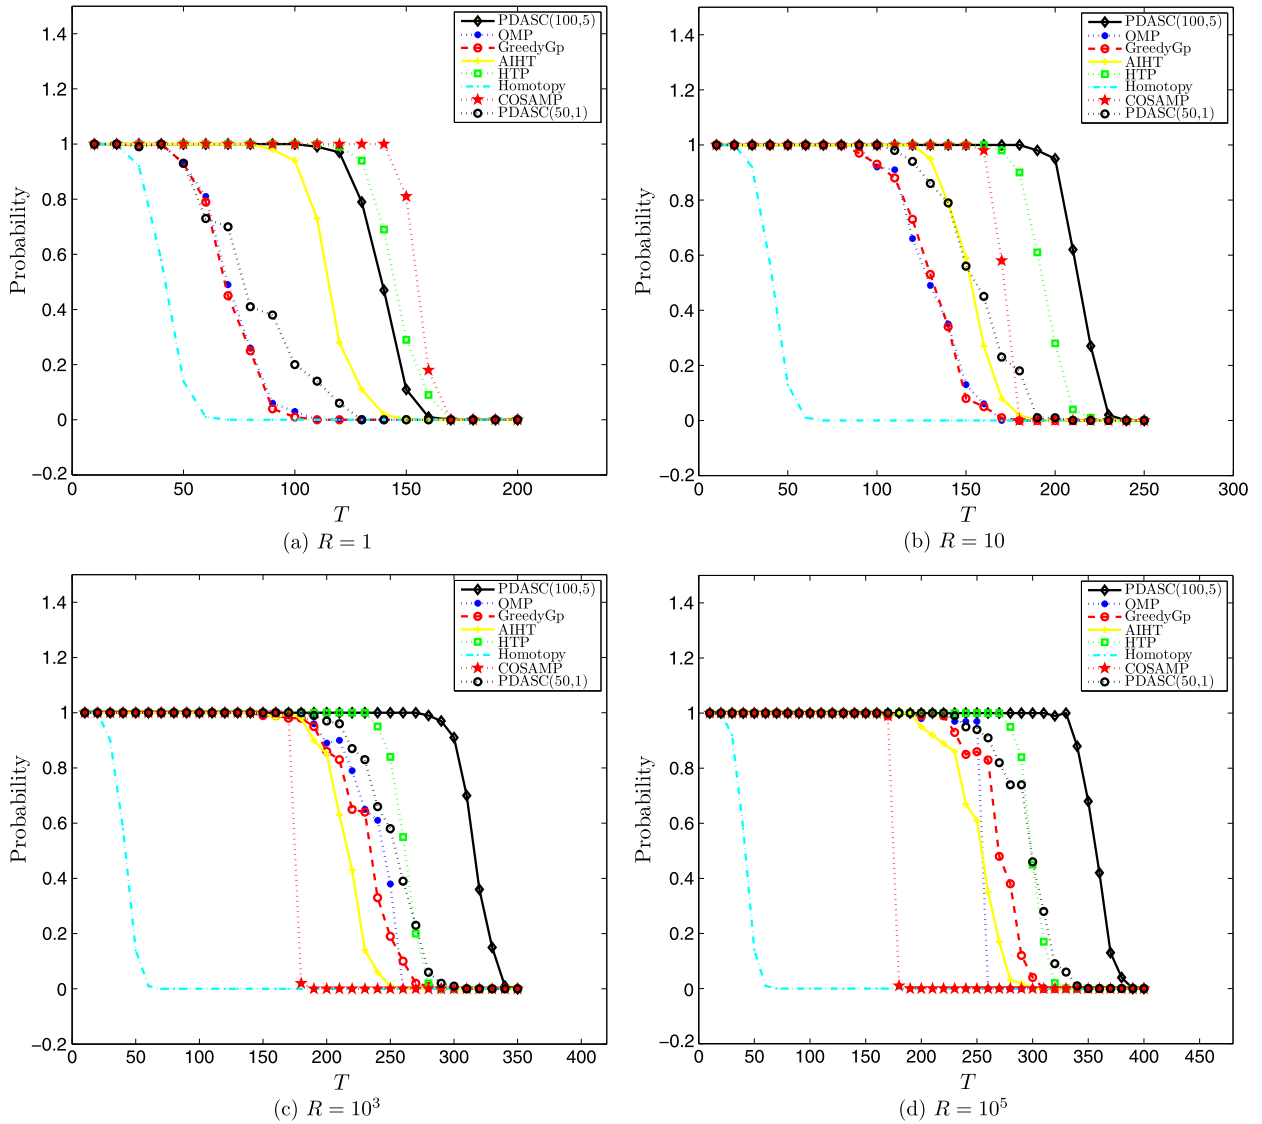 1.4
1.2
1
0.8
0.6
0.4
0.2
0
−0.2
Probability
0 50 100 150 200
T
PDASC(100,5)
OMP
GreedyGp
AIHT
HTP
Homotopy
COSAMP
PDASC(50,1)
(a) R = 1
1.4
1.2
1
0.8
0.6
0.4
0.2
0
−0.2
Probability
0 50 100 150 200 250 300
T
PDASC(100,5)
OMP
GreedyGp
AIHT
HTP
Homotopy
COSAMP
PDASC(50,1)
(b) R = 10
1.4
1.2
1
0.8
0.6
0.4
0.2
0
−0.2
Probability
0 50 100 150 200 250 300 350 400
T
PDASC(100,5)
OMP
GreedyGp
AIHT
HTP
Homotopy
COSAMP
PDASC(50,1)
(c) R = 10³
1.4
1.2
1
0.8
0.6
0.4
0.2
0
−0.2
Probability
0 50 100 150 200 250 300 350 400 450
T
PDASC(100,5)
OMP
GreedyGp
AIHT
HTP
Homotopy
COSAMP
PDASC(50,1)
(d) R = 10⁵